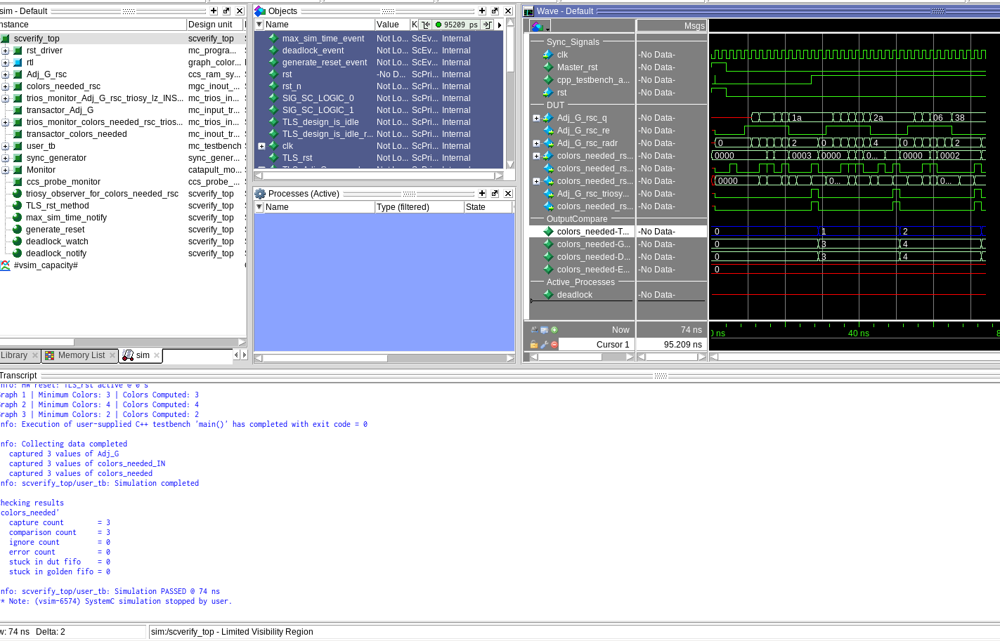 sim - Default
nstance Design unit
scverify_top scverify_top
rst_driver mc_progra...
rtl graph_color...
Adj_G_rsc ccs_ram_sy...
colors_needed_rsc mgc_inout_...
trios_monitor_Adj_G_rsc_triosy_lz_INS... mc_trios_in...
transactor_Adj_G mc_input_tr...
trios_monitor_colors_needed_rsc_trios... mc_trios_in...
transactor_colors_needed mc_inout_tr...
user_tb mc_testbench
sync_generator sync_gener...
Monitor catapult_mo...
ccs_probe_monitor ccs_probe_...
triosy_observer_for_colors_needed_rsc scverify_top
TLS_rst_method scverify_top
max_sim_time_notify scverify_top
generate_reset scverify_top
deadlock_watch scverify_top
deadlock_notify scverify_top
#vsim_capacity#
Library Memory List sim
Objects
Name Value K 95209 ps
max_sim_time_event Not Lo... ScEv... Internal
deadlock_event Not Lo... ScEv... Internal
generate_reset_event Not Lo... ScEv... Internal
rst -No D... ScPri... Internal
rst_n Not Lo... ScPri... Internal
SIG_SC_LOGIC_0 Not Lo... ScPri... Internal
SIG_SC_LOGIC_1 Not Lo... ScPri... Internal
TLS_design_is_idle Not Lo... ScPri... Internal
TLS_design_is_idle_r... Not Lo... ScPri... Internal
clk Not Lo... ScPri... Internal
TLS_rst Not Lo... ScPri... Internal
Processes (Active)
Name Type (filtered) State
Wave - Default
Msgs
Sync_Signals
clk -No Data-
Master_rst -No Data-
cpp_testbench_a... -No Data-
rst -No Data-
DUT
Adj_G_rsc_q -No Data- 1a 2a 06 38
Adj_G_rsc_re -No Data-
Adj_G_rsc_radr -No Data- 0 2 0 4 0 2
colors_needed_rs... -No Data- 0000 0003 0000 0... 0000 0002
colors_needed_rs... -No Data-
colors_needed_rs... -No Data- 0000 0... 0...
Adj_G_rsc_triosy... -No Data-
colors_needed_rs... -No Data-
OutputCompare
colors_needed-T... -No Data- 0 1 2
colors_needed-G... -No Data- 0 3 4
colors_needed-D... -No Data- 0 3 4
colors_needed-E... -No Data- 0
Active_Processes
deadlock -No Data-
Now 74 ns 0 ns 40 ns 8
Cursor 1 95.209 ns
Transcript
nfo: HW reset: TLS_rst active @ 0 s
raph 1 | Minimum Colors: 3 | Colors Computed: 3
raph 2 | Minimum Colors: 4 | Colors Computed: 4
raph 3 | Minimum Colors: 2 | Colors Computed: 2
nfo: Execution of user-supplied C++ testbench 'main()' has completed with exit code = 0
nfo: Collecting data completed
captured 3 values of Adj_G
captured 3 values of colors_needed_IN
captured 3 values of colors_needed
nfo: scverify_top/user_tb: Simulation completed
hecking results
colors_needed'
capture count = 3
comparison count = 3
ignore count = 0
error count = 0
stuck in dut fifo = 0
stuck in golden fifo = 0
nfo: scverify_top/user_tb: Simulation PASSED @ 74 ns
* Note: (vsim-6574) SystemC simulation stopped by user.
w: 74 ns Delta: 2 sim:/scverify_top - Limited Visibility Region